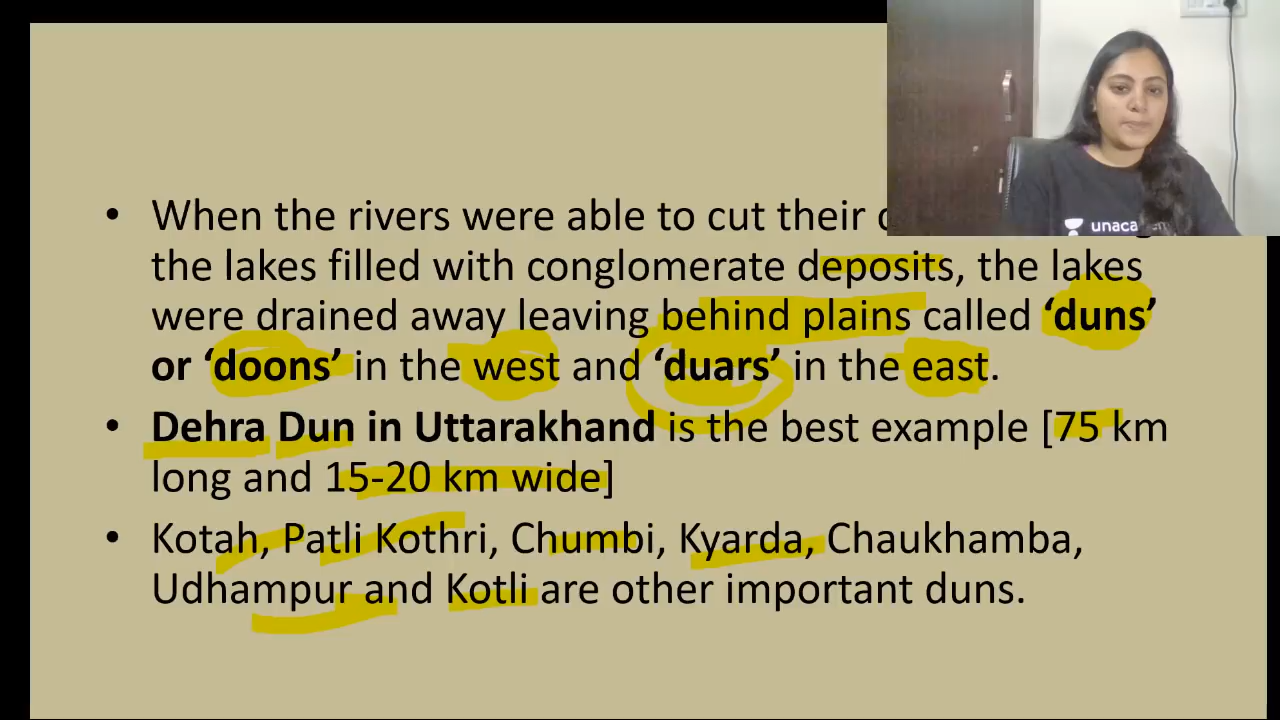 • When the rivers were able to cut their
the lakes filled with conglomerate deposits, the lakes
were drained away leaving behind plains called ‘duns’
or ‘doons’ in the west and ‘duars’ in the east.
• Dehra Dun in Uttarakhand is the best example [75 km
long and 15-20 km wide]
• Kotah, Patli Kothri, Chumbi, Kyarda, Chaukhamba,
Udhampur and Kotli are other important duns.